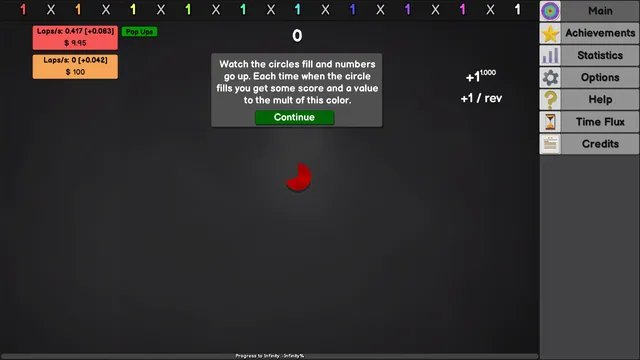 1 X 1 X 1 X 1 X 1 X 1 X 1 X 1 X 1 X 1
Laps/s: 0.417 [+0.083]
$ 9.95
Pop Ups
Laps/s: 0 [+0.042]
$ 100
0
Watch the circles fill and numbers
go up. Each time when the circle
fills you get some score and a value
to the mult of this color.
Continue
+1^1.000
+1 / rev
Main
Achievements
Statistics
Options
Help
Time Flux
Credits
Progress to Infinity: -Infinity%